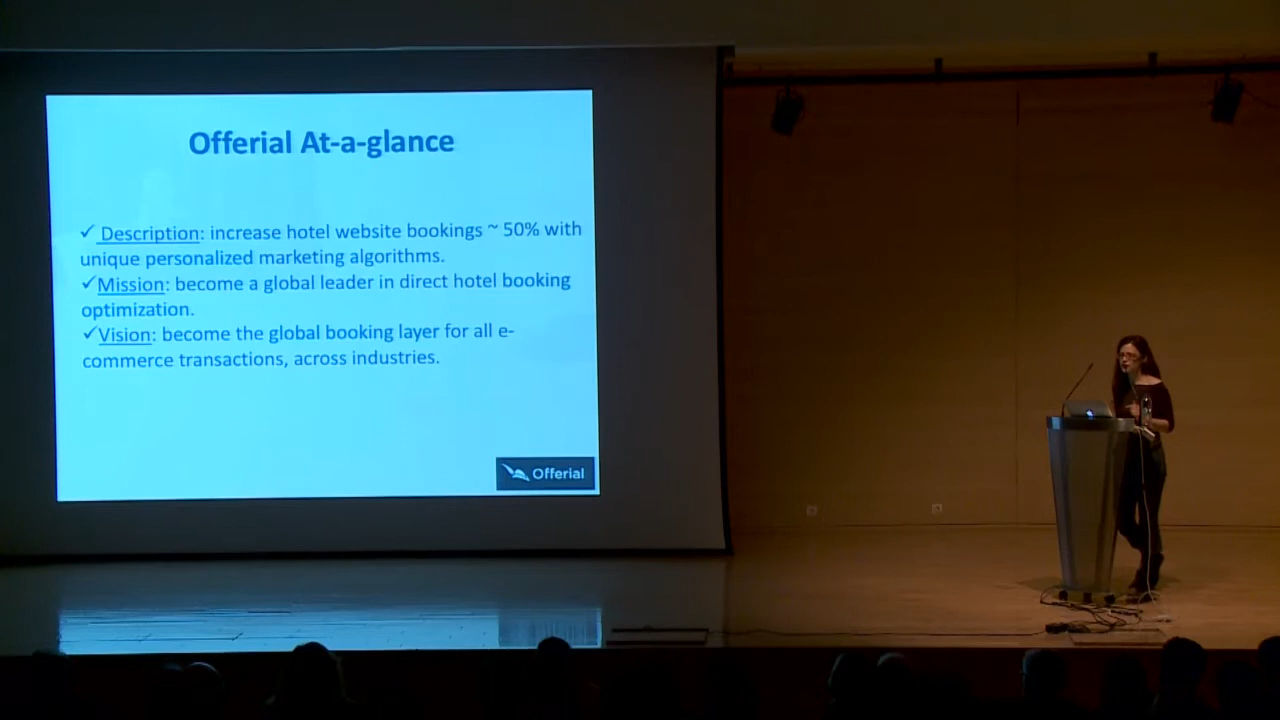 Offerial At-a-glance
✓ Description: increase hotel website bookings ~ 50% with
unique personalized marketing algorithms.
✓Mission: become a global leader in direct hotel booking
optimization.
✓Vision: become the global booking layer for all e-
commerce transactions, across industries.
Offerial